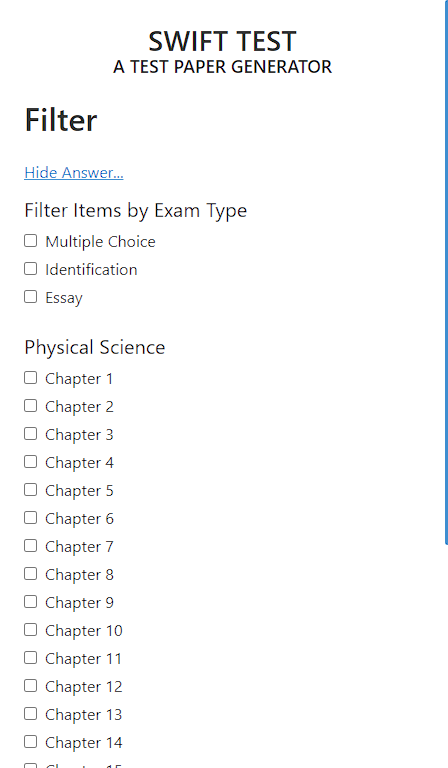 SWIFT TEST
A TEST PAPER GENERATOR
Filter
Hide Answer...
Filter Items by Exam Type
Multiple Choice
Identification
Essay
Physical Science
Chapter 1
Chapter 2
Chapter 3
Chapter 4
Chapter 5
Chapter 6
Chapter 7
Chapter 8
Chapter 9
Chapter 10
Chapter 11
Chapter 12
Chapter 13
Chapter 14